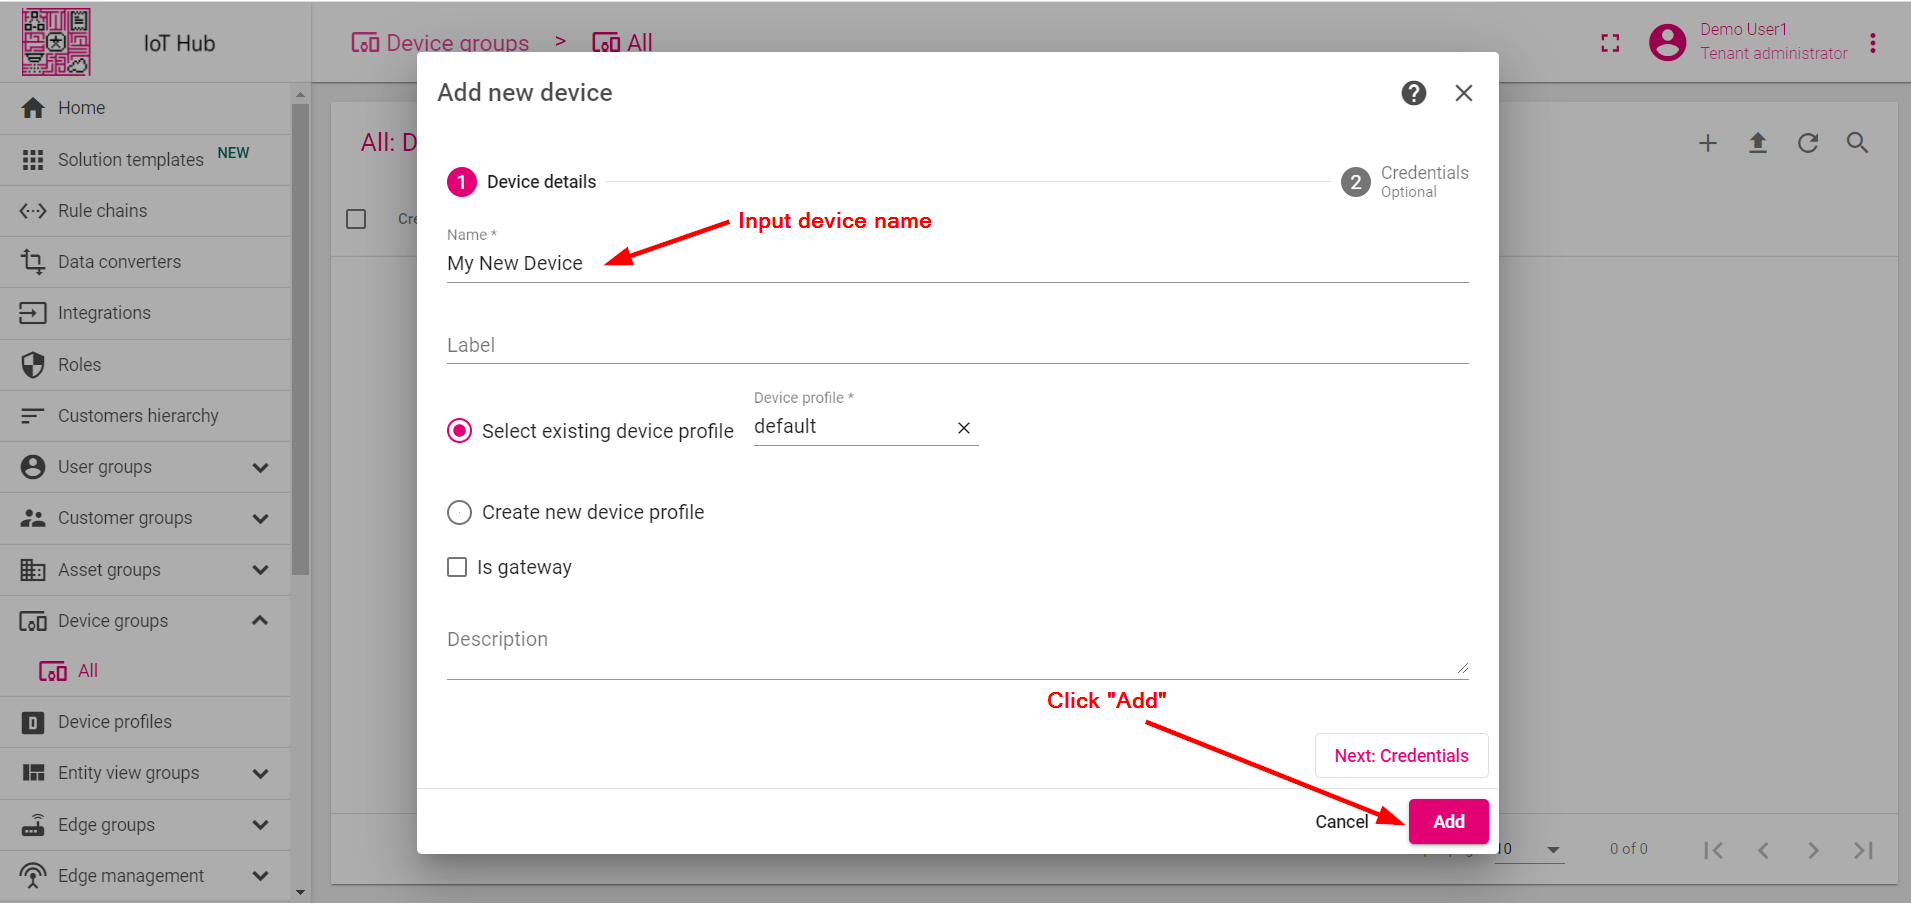 IoT Hub
Device groups > All
Demo User1
Tenant administrator
Home
Solution templates NEW
Rule chains
Data converters
Integrations
Roles
Customers hierarchy
User groups
Customer groups
Asset groups
Device groups
All
Device profiles
Entity view groups
Edge groups
Edge management
All: D
Add new device
1 Device details
2 Credentials
Optional
Input device name
Name *
My New Device
Label
Select existing device profile
Device profile *
default
Create new device profile
Is gateway
Description
Click "Add"
Next: Credentials
Cancel
Add
0 of 0